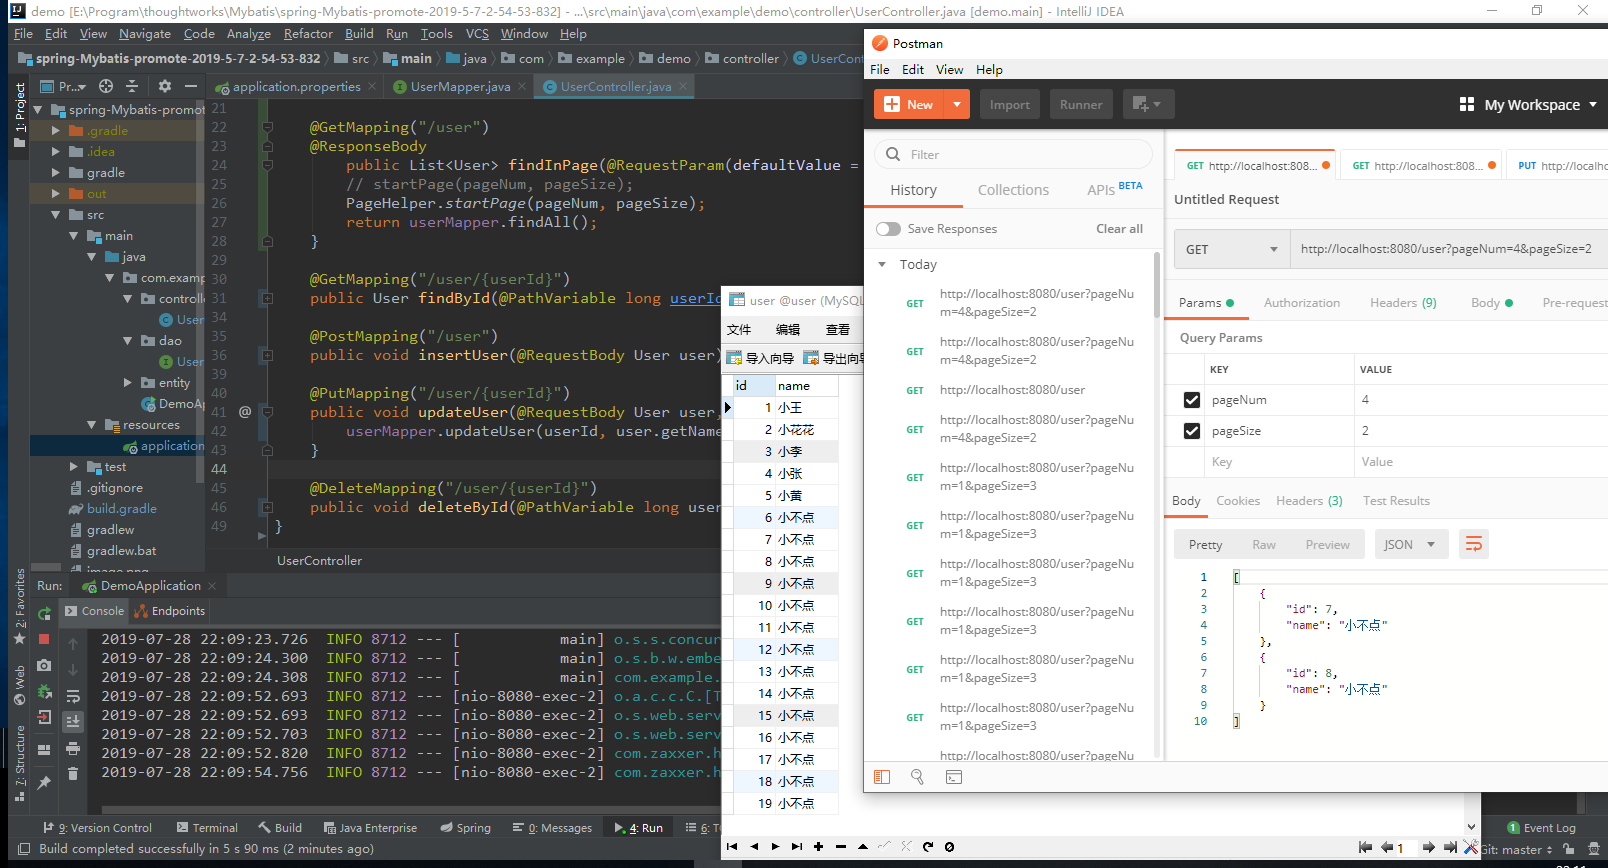 demo [E:\Program\thoughtworks\Mybatis\spring-Mybatis-promote-2019-5-7-2-54-53-832] - ...\src\main\java\com\example\demo\controller\UserController.java [demo.main] - IntelliJ IDEA
File Edit View Navigate Code Analyze Refactor Build Run Tools VCS Window Help
spring-Mybatis-promote-2019-5-7-2-54-53-832 src main java com example demo controller UserCont
Pr... application.properties UserMapper.java UserController.java
1: Project
spring-Mybatis-promot
.gradle
.idea
gradle
out
src
main
java
com.examp
controlle
User
dao
User
entity
DemoAp
resources
application
test
.gitignore
build.gradle
gradlew
gradlew.bat
image.png
21
22 @GetMapping("/user")
23 @ResponseBody
24 public List<User> findInPage(@RequestParam(defaultValue =
25 // startPage(pageNum, pageSize);
26 PageHelper.startPage(pageNum, pageSize);
27 return userMapper.findAll();
28 }
29
30 @GetMapping("/user/{userId}")
31 public User findById(@PathVariable long userId
34
35 @PostMapping("/user")
36 public void insertUser(@RequestBody User user)
39
40 @PutMapping("/user/{userId}")
41 @ public void updateUser(@RequestBody User user,
42 userMapper.updateUser(userId, user.getName
43 }
44
45 @DeleteMapping("/user/{userId}")
46 public void deleteById(@PathVariable long user
49 }
UserController
2: Favorites
Web
7: Structure
Run: DemoApplication
Console Endpoints
2019-07-28 22:09:23.726 INFO 8712 --- [ main] o.s.s.concur
2019-07-28 22:09:24.300 INFO 8712 --- [ main] o.s.b.w.embe
2019-07-28 22:09:24.308 INFO 8712 --- [ main] com.example.
2019-07-28 22:09:52.693 INFO 8712 --- [nio-8080-exec-2] o.a.c.c.C.[T
2019-07-28 22:09:52.693 INFO 8712 --- [nio-8080-exec-2] o.s.web.serv
2019-07-28 22:09:52.703 INFO 8712 --- [nio-8080-exec-2] o.s.web.serv
2019-07-28 22:09:52.820 INFO 8712 --- [nio-8080-exec-2] com.zaxxer.h
2019-07-28 22:09:54.756 INFO 8712 --- [nio-8080-exec-2] com.zaxxer.h
9: Version Control Terminal Build Java Enterprise Spring 0: Messages 4: Run 6: T
Build completed successfully in 5 s 90 ms (2 minutes ago)
user @user (MySQL
文件 编辑 查看
导入向导 导出向导
id name
1 小王
2 小花花
3 小李
4 小张
5 小黄
6 小不点
7 小不点
8 小不点
9 小不点
10 小不点
11 小不点
12 小不点
13 小不点
14 小不点
15 小不点
16 小不点
17 小不点
18 小不点
19 小不点
1
Event Log
1
Git: master
Postman
File Edit View Help
New Import Runner My Workspace
Filter
History Collections APIs BETA
Save Responses Clear all
Today
GET http://localhost:8080/user?pageNu
m=4&pageSize=2
GET http://localhost:8080/user?pageNu
m=4&pageSize=2
GET http://localhost:8080/user
GET http://localhost:8080/user?pageNu
m=4&pageSize=2
GET http://localhost:8080/user?pageNu
m=1&pageSize=3
GET http://localhost:8080/user?pageNu
m=1&pageSize=3
GET http://localhost:8080/user?pageNu
m=1&pageSize=3
GET http://localhost:8080/user?pageNu
m=1&pageSize=3
GET http://localhost:8080/user?pageNu
m=1&pageSize=3
GET http://localhost:8080/user?pageNu
m=1&pageSize=3
http://localhost:8080/user?pageNu
GET http://localhost:808... GET http://localhost:808... PUT http://localho
Untitled Request
GET http://localhost:8080/user?pageNum=4&pageSize=2
Params Authorization Headers (9) Body Pre-request
Query Params
KEY VALUE
pageNum 4
pageSize 2
Key Value
Body Cookies Headers (3) Test Results
Pretty Raw Preview JSON
1 [
2 {
3 "id": 7,
4 "name": "小不点"
5 },
6 {
7 "id": 8,
8 "name": "小不点"
9 }
10 ]